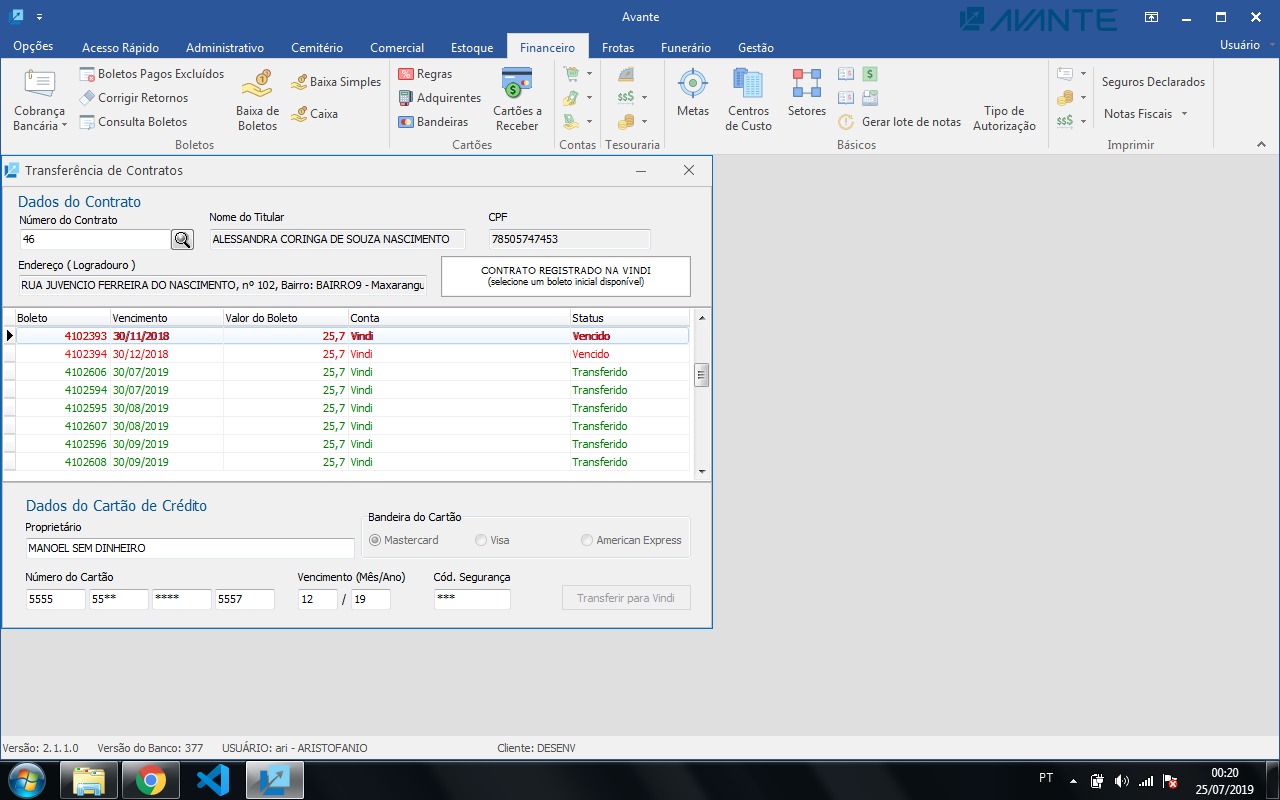 Avante
AVANTE
Opções Acesso Rápido Administrativo Cemitério Comercial Estoque Financeiro Frotas Funerário Gestão Usuário
Cobrança Bancária
Boletos Pagos Excluídos
Corrigir Retornos
Consulta Boletos
Baixa de Boletos
Baixa Simples
Caixa
Boletos
Regras
Adquirentes
Bandeiras
Cartões a Receber
Cartões
Contas
$$$
Tesouraria
Metas
Centros de Custo
Setores
Gerar lote de notas
Tipo de Autorização
Básicos
$$$
Seguros Declarados
Notas Fiscais
Imprimir
Transferência de Contratos
Dados do Contrato
Número do Contrato Nome do Titular CPF
46 ALESSANDRA CORINGA DE SOUZA NASCIMENTO 78505747453
Endereço ( Logradouro )
RUA JUVENCIO FERREIRA DO NASCIMENTO, nº 102, Bairro: BAIRRO9 - Maxarangu
CONTRATO REGISTRADO NA VINDI
(selecione um boleto inicial disponível)
Boleto Vencimento Valor do Boleto Conta Status
4102393 30/11/2018 25,7 Vindi Vencido
4102394 30/12/2018 25,7 Vindi Vencido
4102606 30/07/2019 25,7 Vindi Transferido
4102594 30/07/2019 25,7 Vindi Transferido
4102595 30/08/2019 25,7 Vindi Transferido
4102607 30/08/2019 25,7 Vindi Transferido
4102596 30/09/2019 25,7 Vindi Transferido
4102608 30/09/2019 25,7 Vindi Transferido
Dados do Cartão de Crédito
Proprietário
MANOEL SEM DINHEIRO
Bandeira do Cartão
Mastercard Visa American Express
Número do Cartão Vencimento (Mês/Ano) Cód. Segurança
5555 55** **** 5557 12 / 19 *** Transferir para Vindi
Versão: 2.1.1.0 Versão do Banco: 377 USUÁRIO: ari - ARISTOFANIO Cliente: DESENV
PT
00:20
25/07/2019